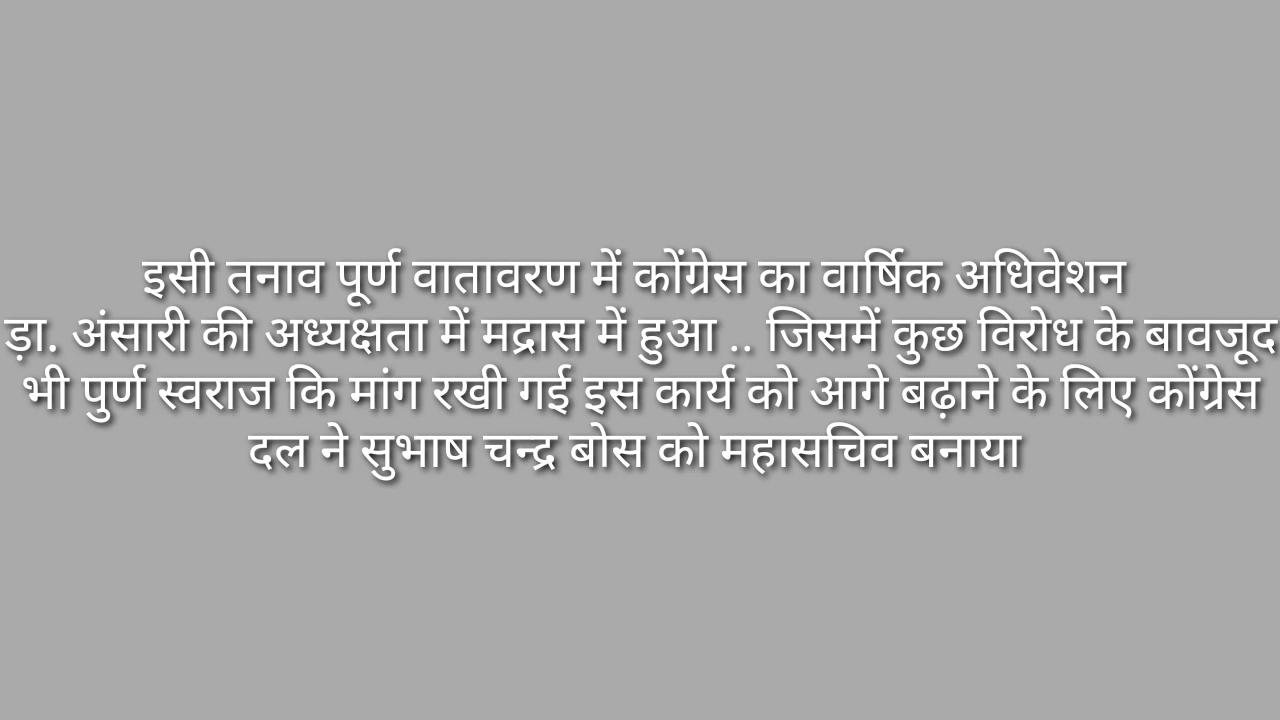 इसी तनाव पूर्ण वातावरण में कोंग्रेस का वार्षिक अधिवेशन
ड़ा. अंसारी की अध्यक्षता में मद्रास में हुआ .. जिसमें कुछ विरोध के बावजूद
भी पुर्ण स्वराज कि मांग रखी गई इस कार्य को आगे बढ़ाने के लिए कोंग्रेस
दल ने सुभाष चन्द्र बोस को महासचिव बनाया